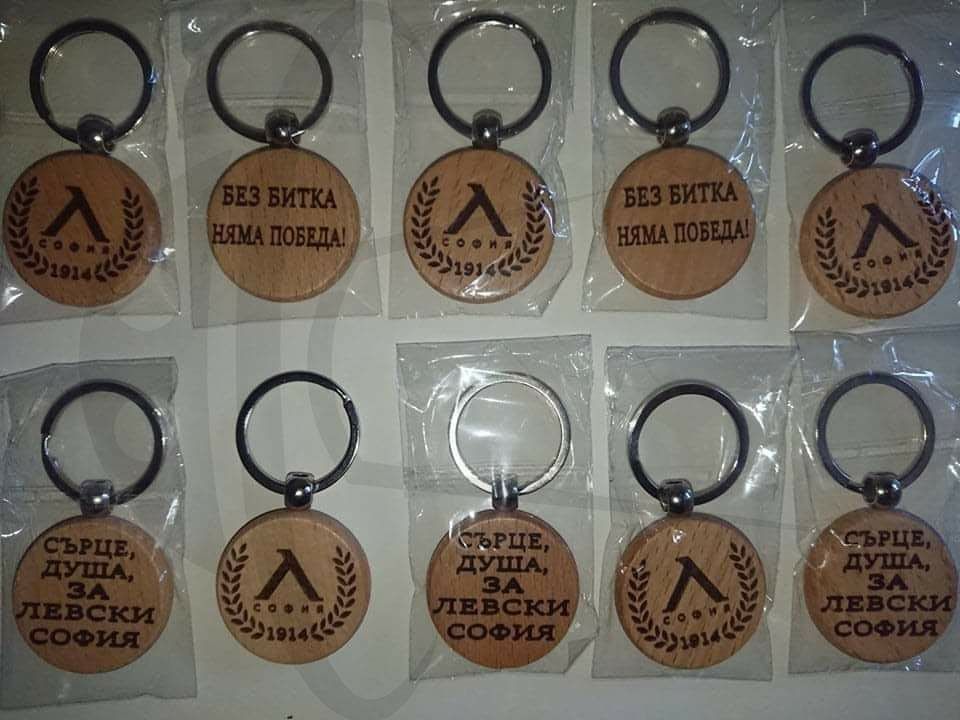 Λ
СОФИЯ
1914
БЕЗ БИТКА
НЯМА ПОБЕДА!
Λ
СОФИЯ
1914
БЕЗ БИТКА
НЯМА ПОБЕДА!
Λ
СОФИЯ
1914
СЪРЦЕ,
ДУША,
ЗА
ЛЕВСКИ
СОФИЯ
Λ
СОФИЯ
1914
СЪРЦЕ,
ДУША,
ЗА
ЛЕВСКИ
СОФИЯ
Λ
СОФИЯ
1914
СЪРЦЕ,
ДУША,
ЗА
ЛЕВСКИ
СОФИЯ